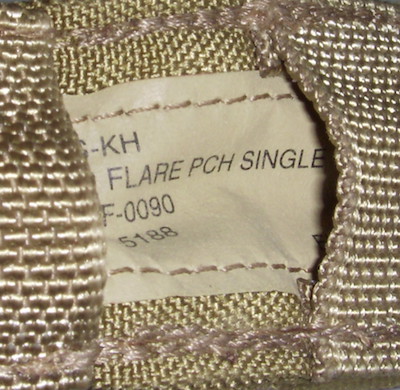 S-KH
FLARE PCH SINGLE
F-0090
5188